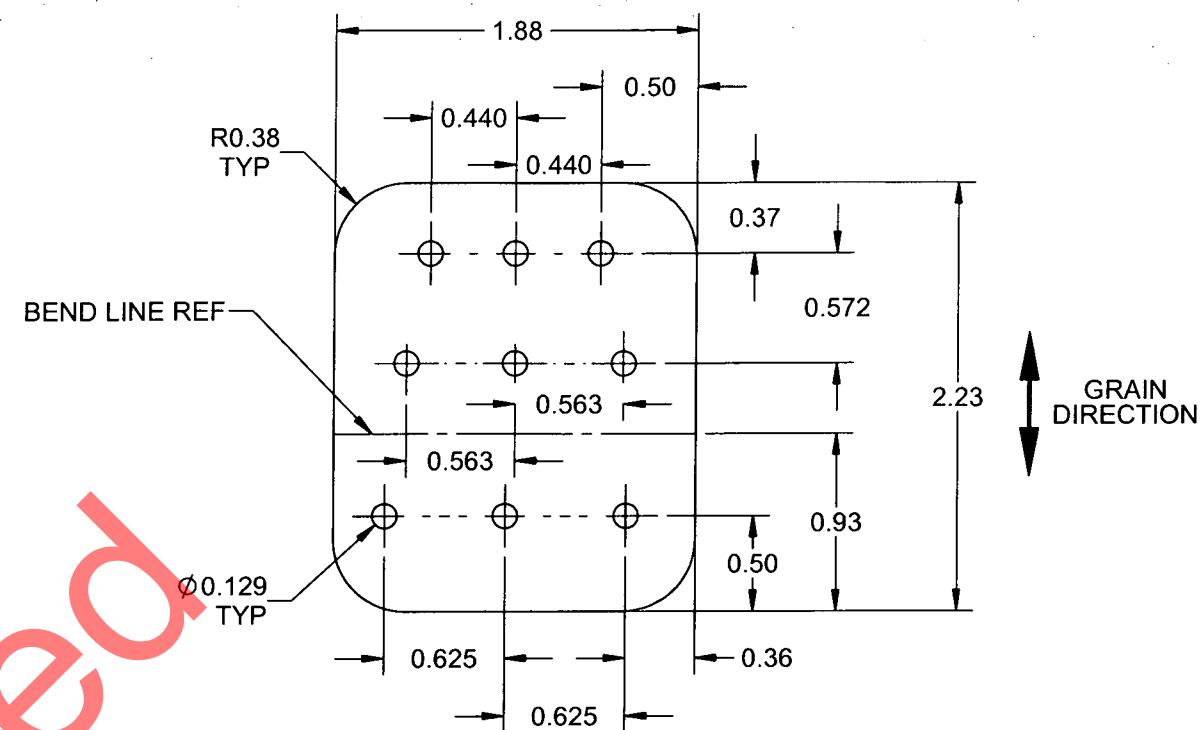 1.88
0.50
0.440
R0.38
TYP
0.440
0.37
0.572
BEND LINE REF
2.23
GRAIN
DIRECTION
0.563
0.563
0.93
0.50
Ø0.129
TYP
0.625
0.36
0.625
ed